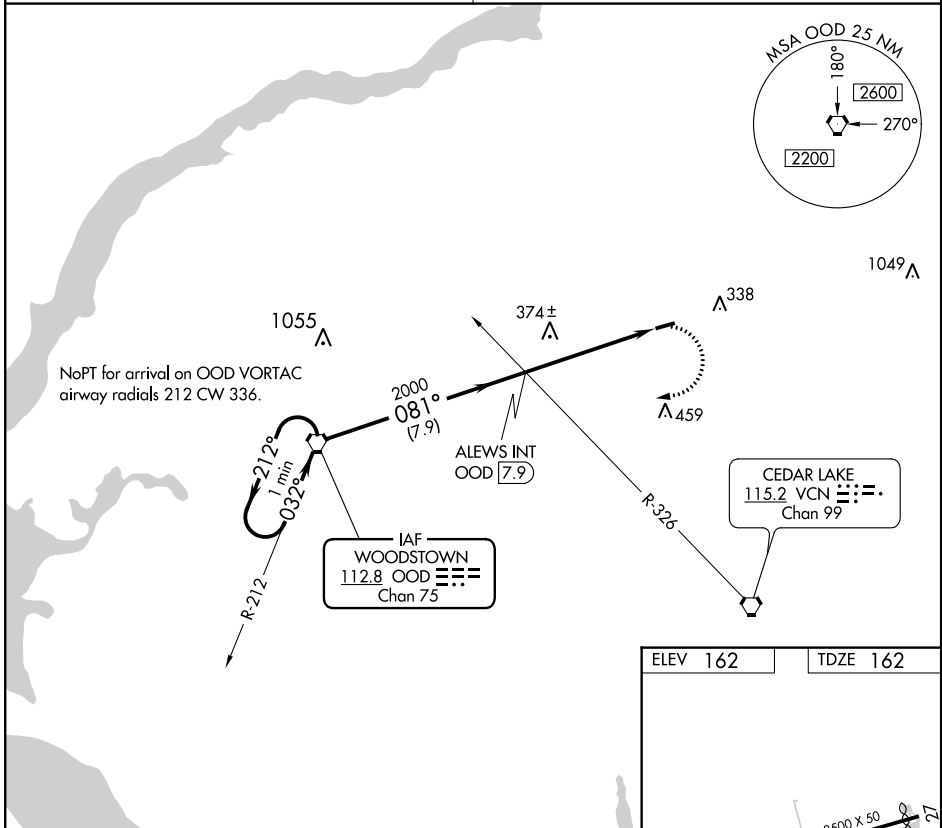 MSA OOD 25 NM
180°
2600
270°
2200
1049
338
374±
1055
NoPT for arrival on OOD VORTAC
airway radials 212 CW 336.
2000
081°
(7.9)
459
ALEWS INT
OOD 7.9
212°
1 min
032°
CEDAR LAKE
115.2 VCN
Chan 99
R-326
IAF
WOODSTOWN
112.8 OOD
Chan 75
R-212
ELEV 162
TDZE 162
3500 X 50
27